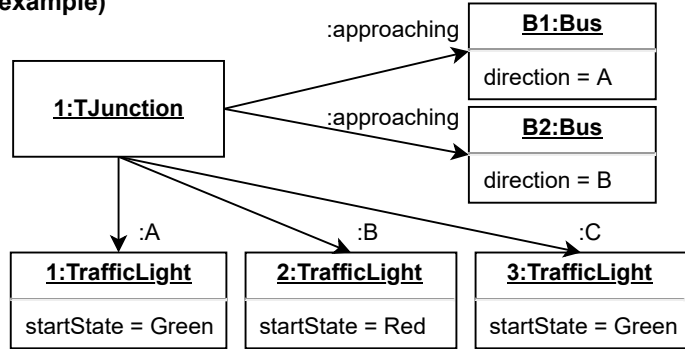 example)
:approaching
B1:Bus
direction = A
1:TJunction
:approaching
B2:Bus
direction = B
:A
:B
:C
1:TrafficLight
2:TrafficLight
3:TrafficLight
startState = Green
startState = Red
startState = Green